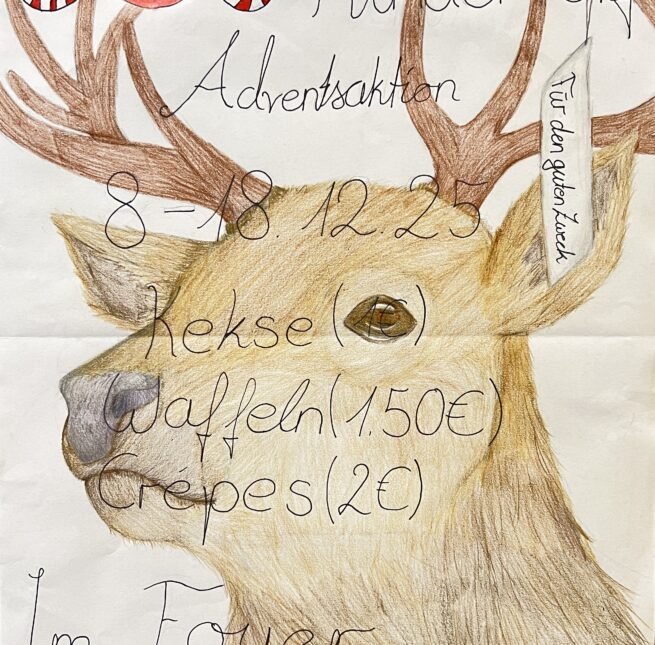 Adventsaktion
Für den guten Zweck
8-18.12.25
Kekse (1€)
Waffeln (1.50€)
Crêpes (2€)
Im Foyer